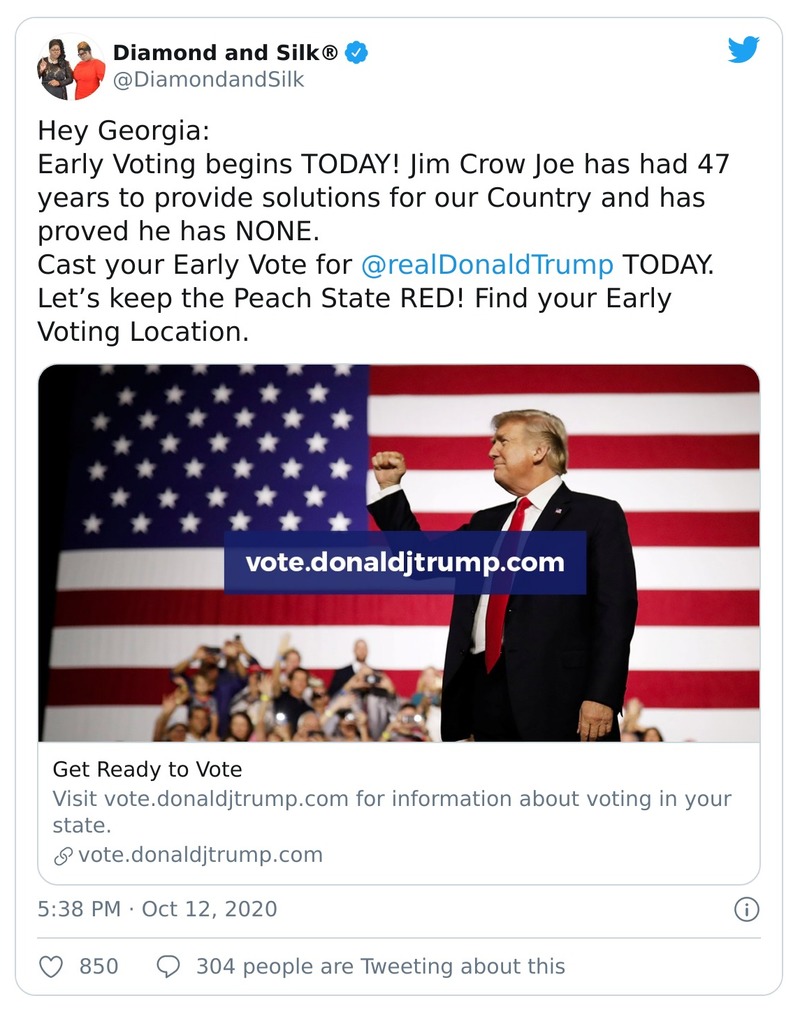 Diamond and Silk®
@DiamondandSilk
Hey Georgia:
Early Voting begins TODAY! Jim Crow Joe has had 47
years to provide solutions for our Country and has
proved he has NONE.
Cast your Early Vote for @realDonaldTrump TODAY.
Let’s keep the Peach State RED! Find your Early
Voting Location.
vote.donaldjtrump.com
Get Ready to Vote
Visit vote.donaldjtrump.com for information about voting in your
state.
vote.donaldjtrump.com
5:38 PM · Oct 12, 2020
850 304 people are Tweeting about this